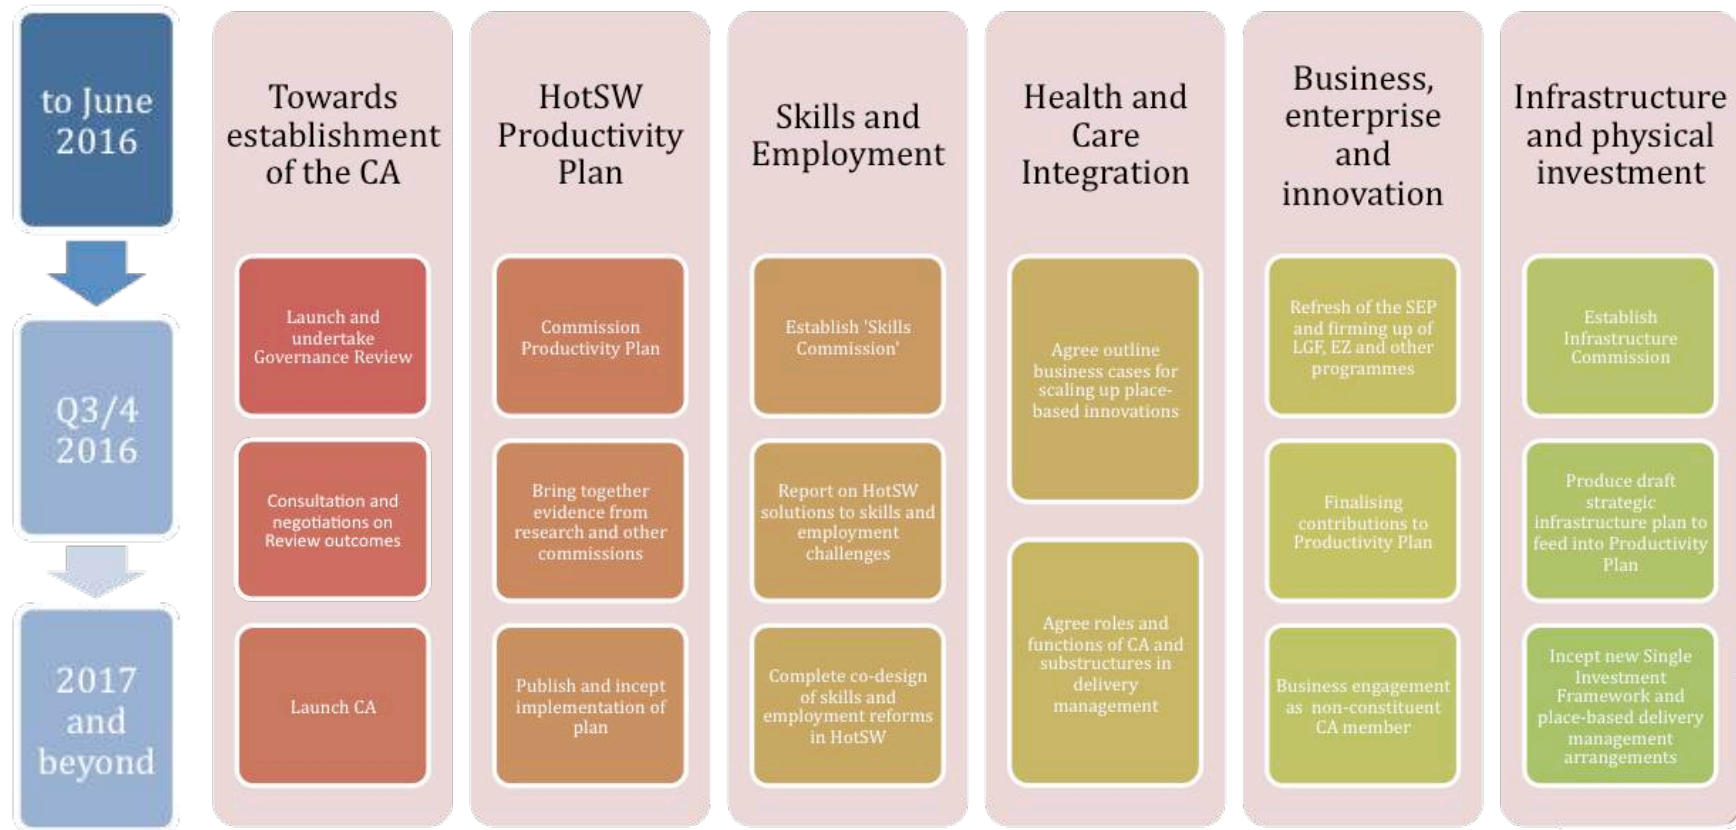 to June
2016
Q3/4
2016
2017
and
beyond
Towards
establishment
of the CA
Launch and
undertake
Governance Review
Consultation and
negotiations on
Review outcomes
Launch CA
HotSW
Productivity
Plan
Commission
Productivity Plan
Bring together
evidence from
research and other
commissions
Publish and incept
implementation of
plan
Skills and
Employment
Establish 'Skills
Commission'
Report on HotSW
solutions to skills and
employment
challenges
Complete co-design
of skills and
employment reforms
in HotSW
Health and
Care
Integration
Agree outline
business cases for
scaling up place-
based innovations
Agree roles and
functions of CA and
substructures in
delivery
management
Business,
enterprise
and
innovation
Refresh of the SEP
and firming up of
LGF, EZ and other
programmes
Finalising
contributions to
Productivity Plan
Business engagement
as non-constituent
CA member
Infrastructure
and physical
investment
Establish
Infrastructure
Commission
Produce draft
strategic
infrastructure plan to
feed into Productivity
Plan
Incept new Single
Investment
Framework and
place-based delivery
management
arrangements